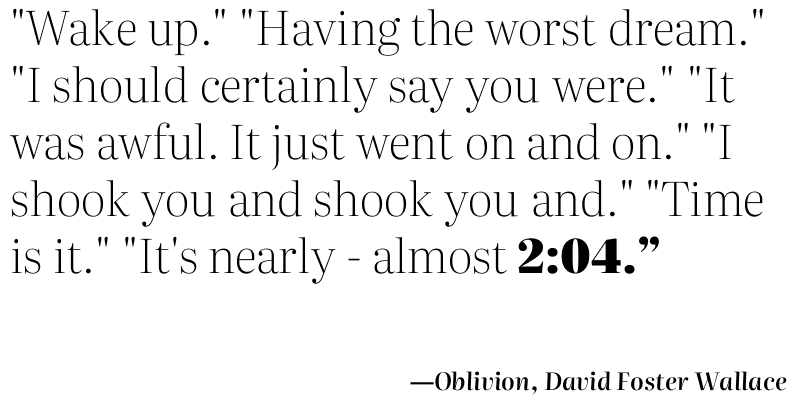 "Wake up." "Having the worst dream."
"I should certainly say you were." "It
was awful. It just went on and on." "I
shook you and shook you and." "Time
is it." "It's nearly - almost 2:04.”
—Oblivion, David Foster Wallace